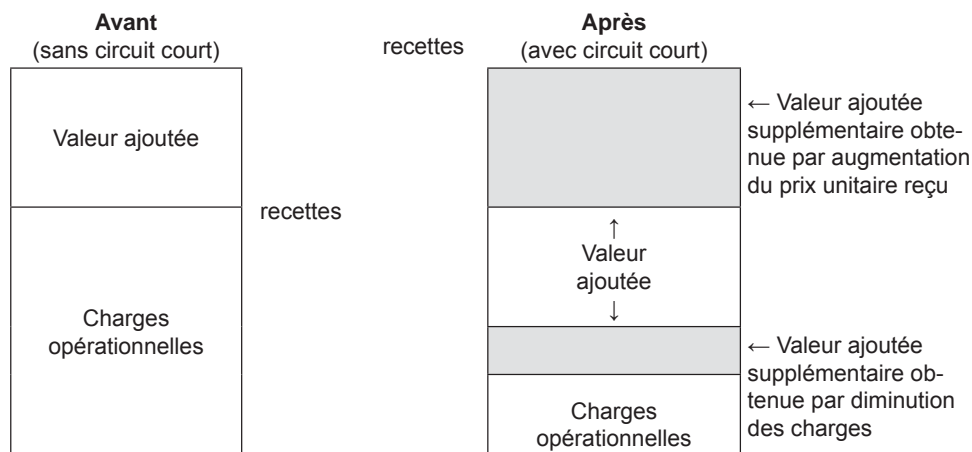 Avant
(sans circuit court)
recettes
Après
(avec circuit court)
Valeur ajoutée
← Valeur ajoutée
supplémentaire obte-
nue par augmentation
du prix unitaire reçu
recettes
↑
Valeur
ajoutée
↓
Charges
opérationnelles
← Valeur ajoutée
supplémentaire ob-
tenue par diminution
des charges
Charges
opérationnelles